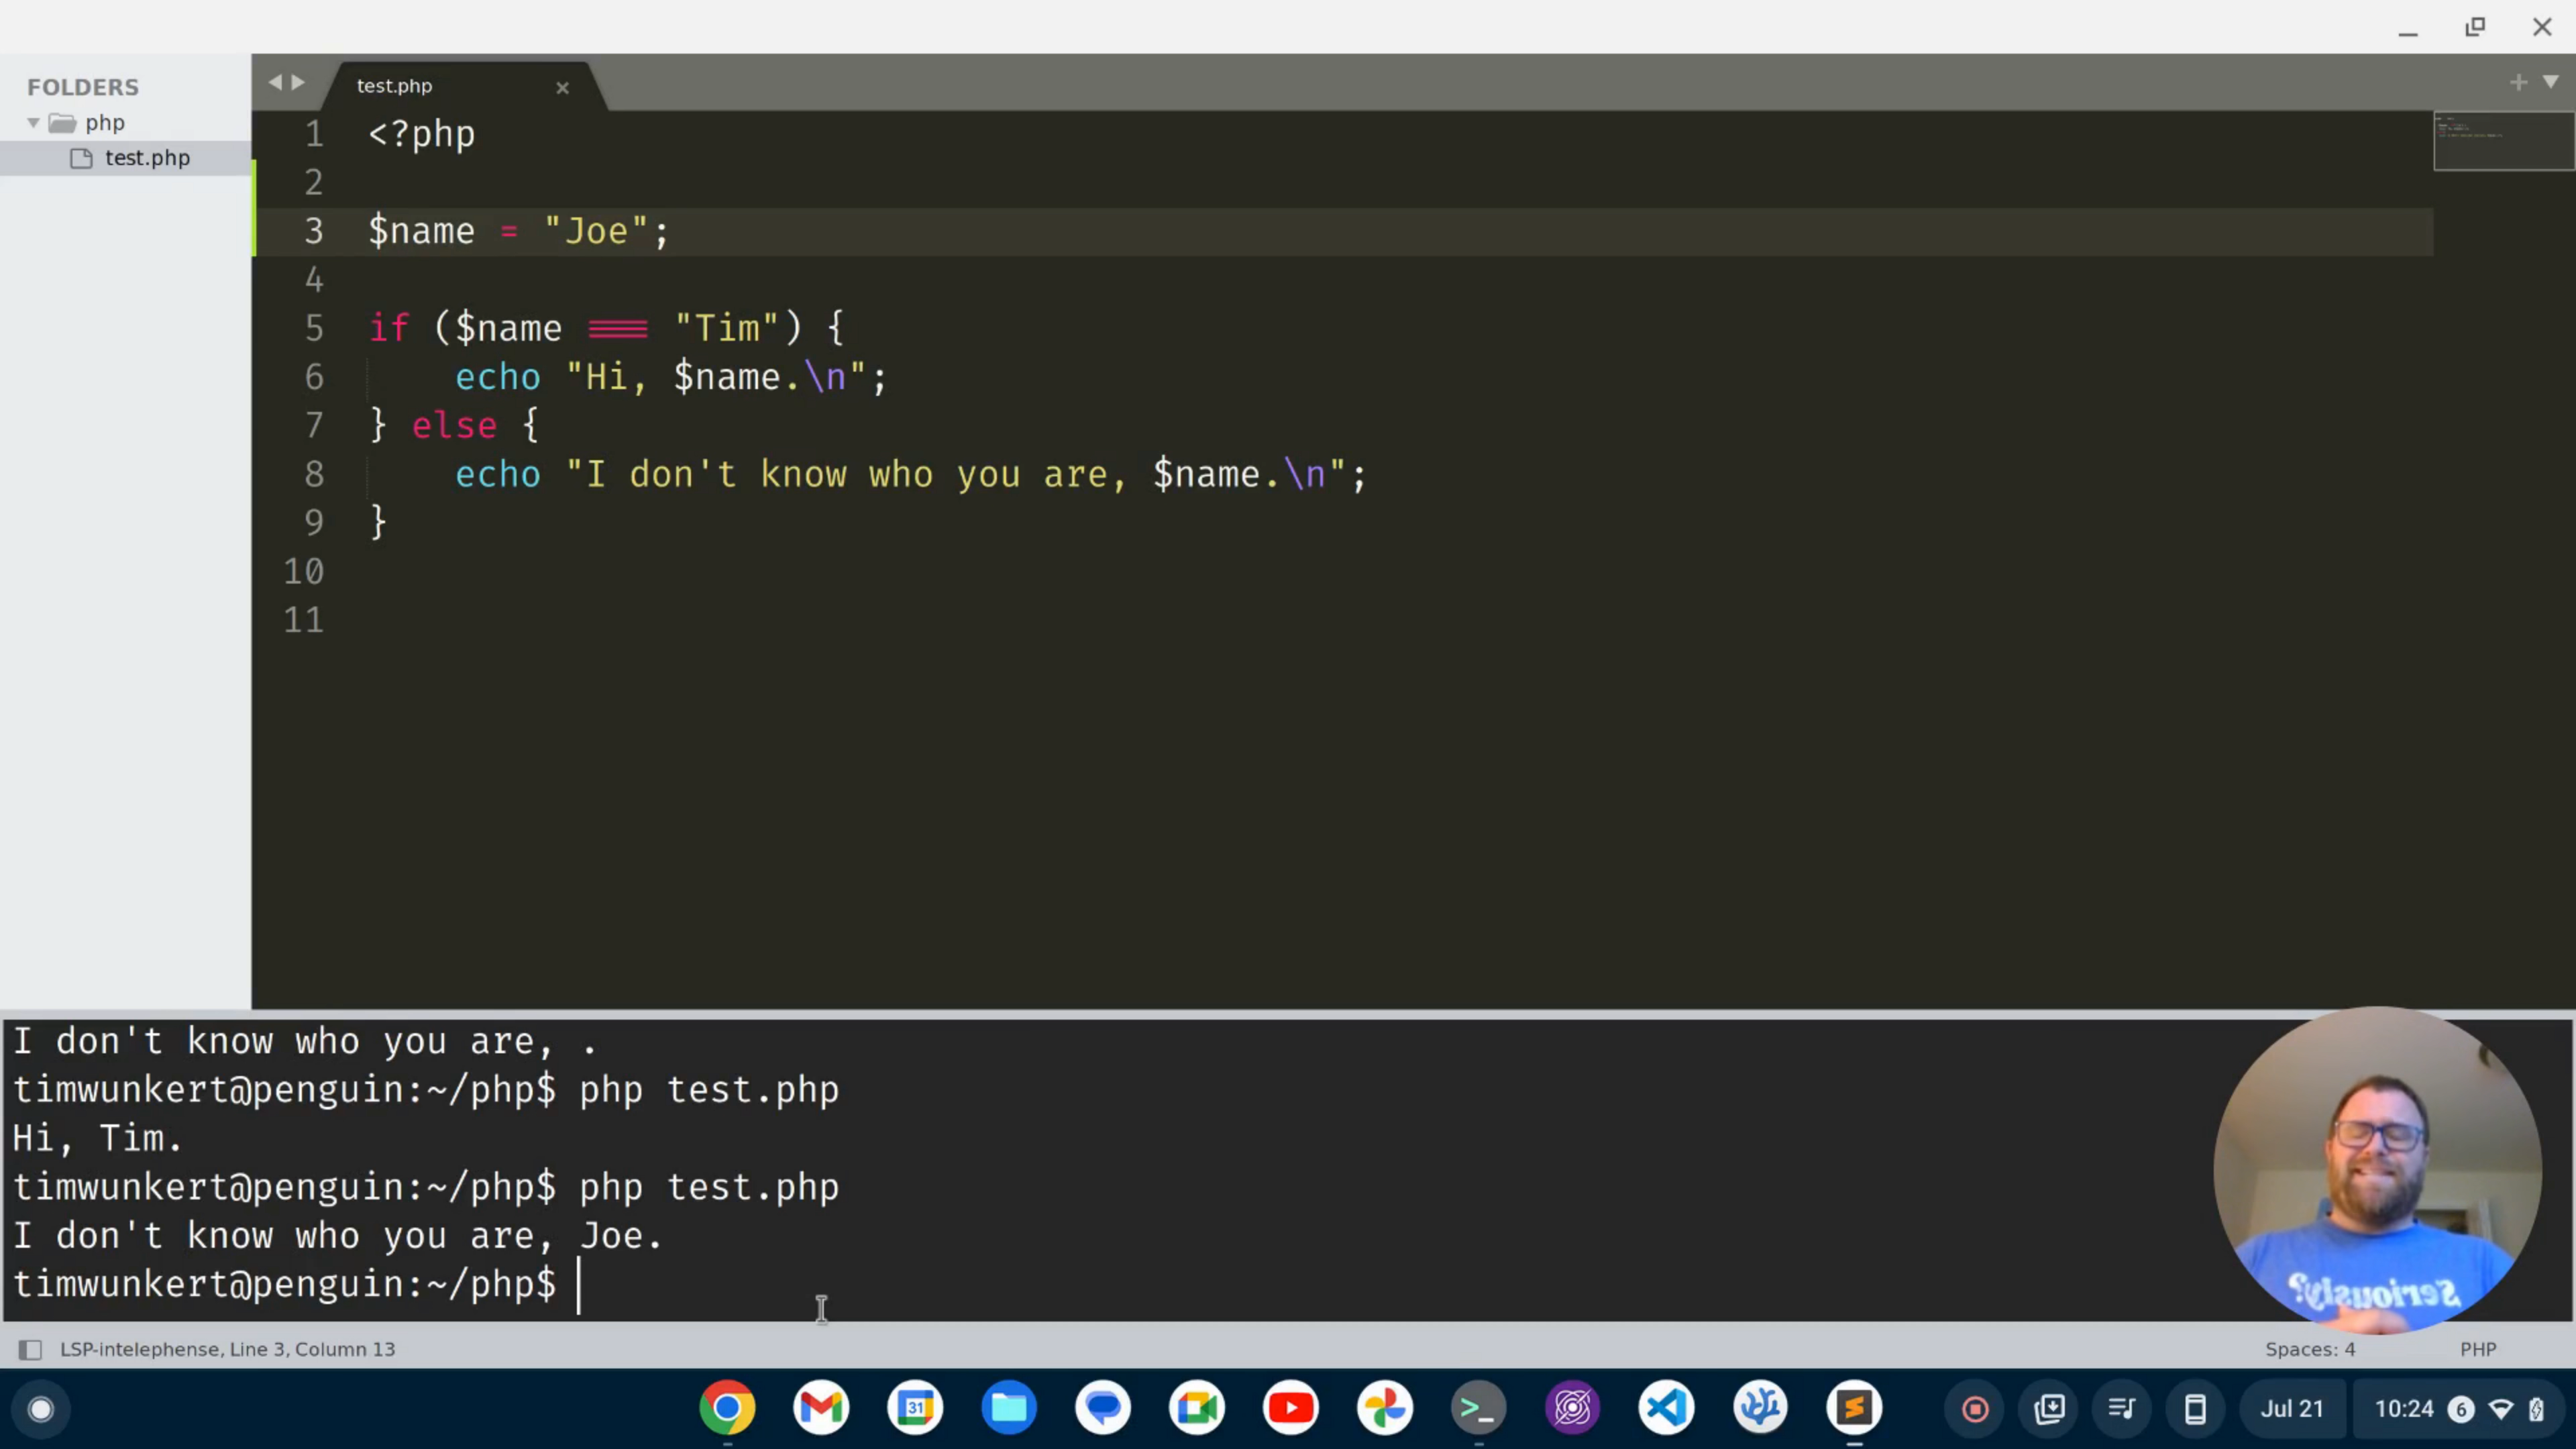 FOLDERS
php
test.php
test.php
1 <?php
2
3 $name = "Joe";
4
5 if ($name === "Tim") {
6 echo "Hi, $name.\n";
7 } else {
8 echo "I don't know who you are, $name.\n";
9 }
10
11
I don't know who you are, .
timwunkert@penguin:~/php$ php test.php
Hi, Tim.
timwunkert@penguin:~/php$ php test.php
I don't know who you are, Joe.
timwunkert@penguin:~/php$
Seriously?
LSP-intelephense, Line 3, Column 13
Spaces: 4
PHP
31
>_
Jul 21
10:24
6